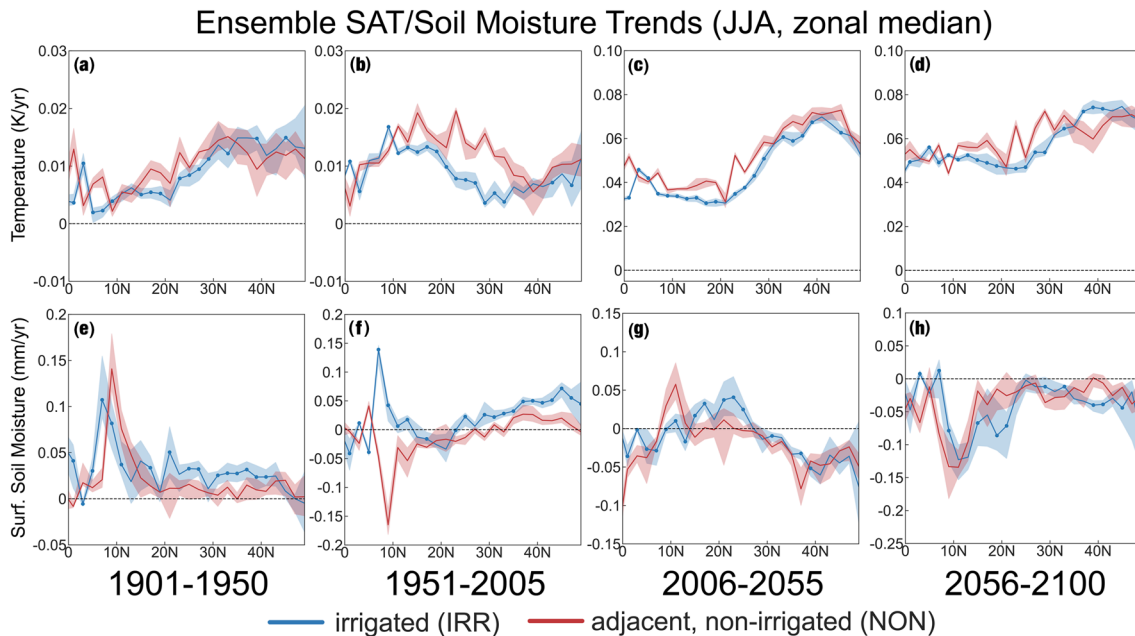 Ensemble SAT/Soil Moisture Trends (JJA, zonal median)
Temperature (K/yr)
(a)
0.03
0.02
0.01
0
-0.01
0 10N 20N 30N 40N
(b)
0.03
0.02
0.01
0
-0.01
0 10N 20N 30N 40N
(c)
0.10
0.08
0.06
0.04
0.02
0
0 10N 20N 30N 40N
(d)
0.10
0.08
0.06
0.04
0.02
0
0 10N 20N 30N 40N
Surf. Soil Moisture (mm/yr)
(e)
0.2
0.15
0.1
0.05
0
-0.05
0 10N 20N 30N 40N
(f)
0.2
0.15
0.1
0.05
0
-0.05
-0.1
-0.15
-0.2
0 10N 20N 30N 40N
(g)
0.15
0.10
0.05
0
-0.05
-0.1
-0.15
0 10N 20N 30N 40N
(h)
0.1
0.05
0
-0.05
-0.1
-0.15
-0.2
-0.25
0 10N 20N 30N 40N
1901-1950 1951-2005 2006-2055 2056-2100
irrigated (IRR) adjacent, non-irrigated (NON)